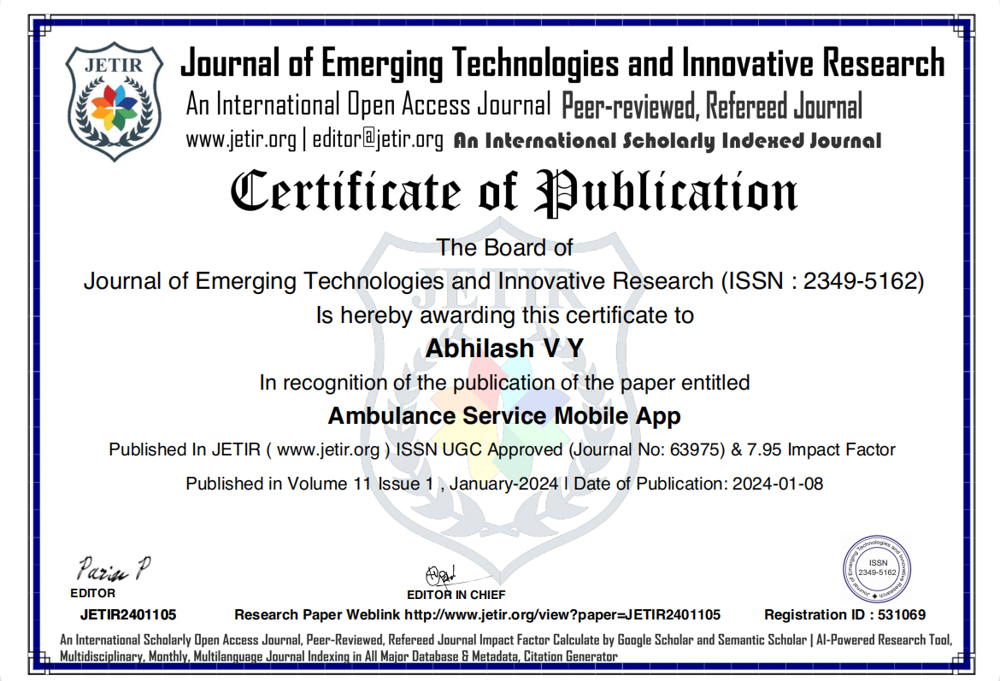 JETIR
Journal of Emerging Technologies and Innovative Research
An International Open Access Journal Peer-reviewed, Refereed Journal
www.jetir.org | editor@jetir.org An International Scholarly Indexed Journal
Certificate of Publication
The Board of
JETIR
Journal of Emerging Technologies and Innovative Research (ISSN : 2349-5162)
Is hereby awarding this certificate to
Abhilash V Y
In recognition of the publication of the paper entitled
Ambulance Service Mobile App
Published In JETIR ( www.jetir.org ) ISSN UGC Approved (Journal No: 63975) & 7.95 Impact Factor
Published in Volume 11 Issue 1 , January-2024 | Date of Publication: 2024-01-08
P
EDITOR
EDITOR IN CHIEF
Journal of Emerging Technologies and Innovative Research
ISSN
2349-5162
JETIR2401105
Research Paper Weblink http://www.jetir.org/view?paper=JETIR2401105
Registration ID : 531069
An International Scholarly Open Access Journal, Peer-Reviewed, Refereed Journal Impact Factor Calculate by Google Scholar and Semantic Scholar | AI-Powered Research Tool,
Multidisciplinary, Monthly, Multilanguage Journal Indexing in All Major Database & Metadata, Citation Generator